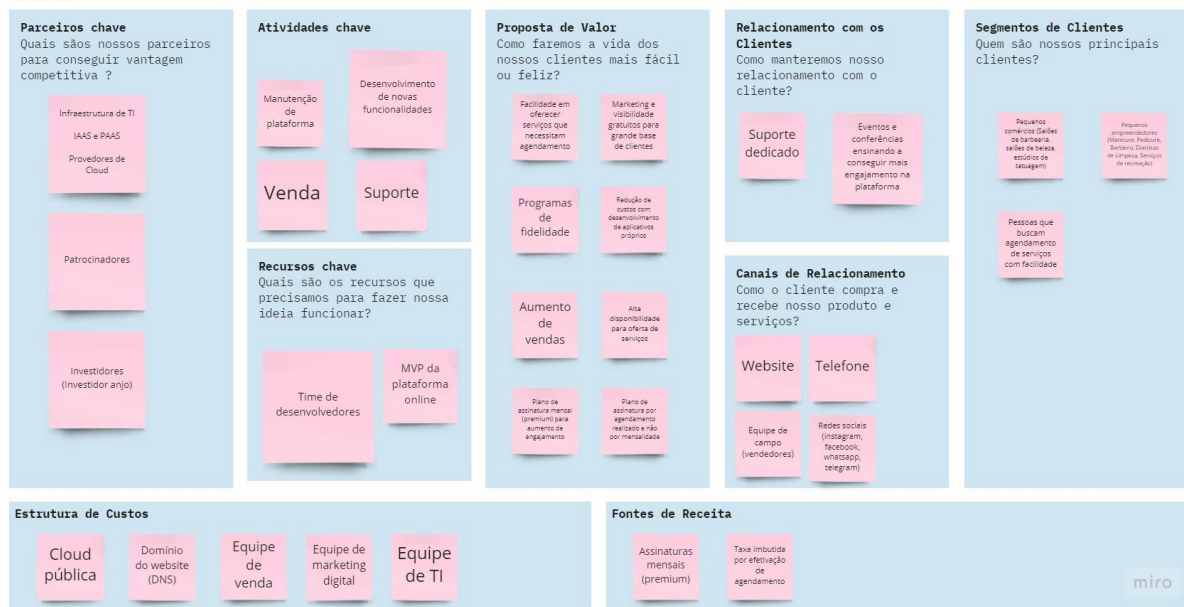 Parceiros chave
Quais sãos nossos parceiros
para conseguir vantagem
competitiva ?
Infraestrutura de TI
IAAS e PAAS
Provedores de
Cloud
Patrocinadores
Investidores
(Investidor anjo)
Atividades chave
Manutenção
de
plataforma
Desenvolvimento
de novas
funcionalidades
Venda
Suporte
Recursos chave
Quais são os recursos que
precisamos para fazer nossa
ideia funcionar?
Time de
desenvolvedores
MVP da
plataforma
online
Proposta de Valor
Como faremos a vida dos
nossos clientes mais fácil
ou feliz?
Facilidade em
oferecer
serviços que
necessitam
agendamento
Marketing e
visibilidade
gratuitos para
grande base
de clientes
Programas
de
fidelidade
Redução de
custos com
desenvolvimento
de aplicativos
próprios
Aumento
de
vendas
Alta
disponibilidade
para oferta de
serviços
Plano de
assinatura mensal
(premium) para
aumento de
engajamento
Plano de
assinatura por
agendamento
realizado e não
por mensalidade
Relacionamento com os
Clientes
Como manteremos nosso
relacionamento com o
cliente?
Suporte
dedicado
Eventos e
conferências
ensinando a
conseguir mais
engajamento na
plataforma
Canais de Relacionamento
Como o cliente compra e
recebe nosso produto e
serviços?
Website
Telefone
Equipe de
campo
(vendedores)
Redes sociais
(instagram,
facebook,
whatsapp,
telegram)
Segmentos de Clientes
Quem são nossos principais
clientes?
Pequenos
comércios (Salões
de barbearia,
salões de beleza,
estúdios de
tatuagem)
Pequenos
empreendedores
(Manicure, Pedicure,
Barbeiro, Diaristas
de Limpeza, Serviços
de recreação)
Pessoas que
buscam
agendamento
de serviços
com facilidade
Estrutura de Custos
Cloud
pública
Domínio
do website
(DNS)
Equipe
de
venda
Equipe de
marketing
digital
Equipe
de TI
Fontes de Receita
Assinaturas
mensais
(premium)
Taxa imbutida
por efetivação
de
agendamento
miro